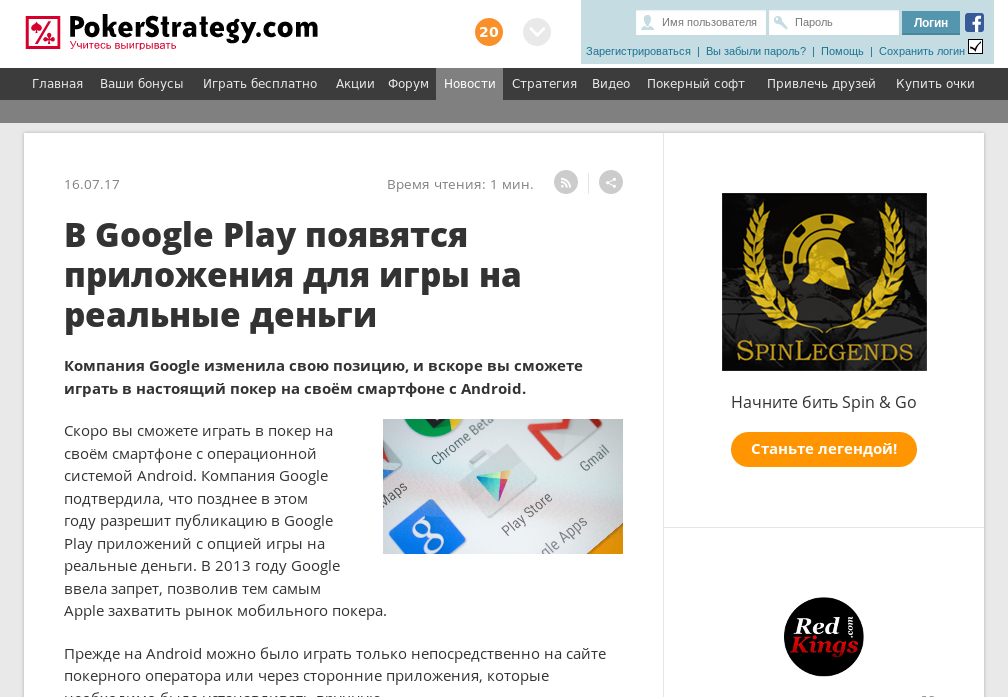 PokerStrategy.com
Учитесь выигрывать
20
Имя пользователя
Пароль
Логин
Зарегистрироваться | Вы забыли пароль? | Помощь | Сохранить логин
Главная Ваши бонусы Играть бесплатно Акции Форум Новости Стратегия Видео Покерный софт Привлечь друзей Купить очки
16.07.17
Время чтения: 1 мин.
В Google Play появятся
приложения для игры на
реальные деньги
Компания Google изменила свою позицию, и вскоре вы сможете
играть в настоящий покер на своём смартфоне с Android.
Скоро вы сможете играть в покер на
своём смартфоне с операционной
системой Android. Компания Google
подтвердила, что позднее в этом
году разрешит публикацию в Google
Play приложений с опцией игры на
реальные деньги. В 2013 году Google
ввела запрет, позволив тем самым
Apple захватить рынок мобильного покера.
Chrome Beta
Gmail
Maps
Play Store
gle Apps
g
Прежде на Android можно было играть только непосредственно на сайте
покерного оператора или через сторонние приложения, которые
необходимо было устанавливать вручную
SPINLEGENDS
Начните бить Spin & Go
Станьте легендой!
Red
Kings
.com